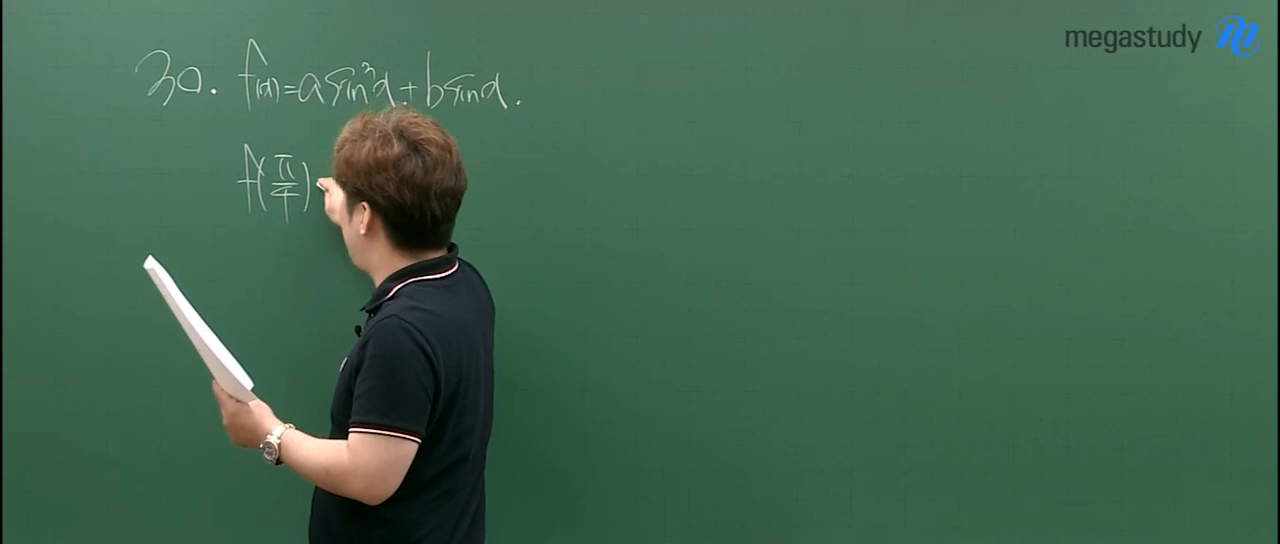 megastudy
30. f(x)=a sin³x+b sin x.
f(π/4)